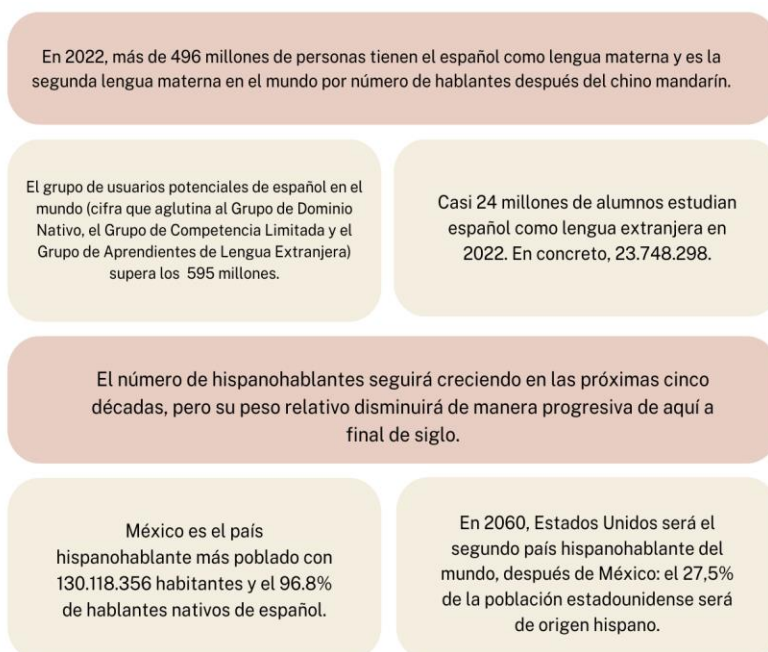 En 2022, más de 496 millones de personas tienen el español como lengua materna y es la
segunda lengua materna en el mundo por número de hablantes después del chino mandarín.
El grupo de usuarios potenciales de español en el
mundo (cifra que aglutina al Grupo de Dominio
Nativo, el Grupo de Competencia Limitada y el
Grupo de Aprendientes de Lengua Extranjera)
supera los 595 millones.
Casi 24 millones de alumnos estudian
español como lengua extranjera en
2022. En concreto, 23.748.298.
El número de hispanohablantes seguirá creciendo en las próximas cinco
décadas, pero su peso relativo disminuirá de manera progresiva de aquí a
final de siglo.
México es el país
hispanohablante más poblado con
130.118.356 habitantes y el 96.8%
de hablantes nativos de español.
En 2060, Estados Unidos será el
segundo país hispanohablante del
mundo, después de México: el 27,5%
de la población estadounidense será
de origen hispano.